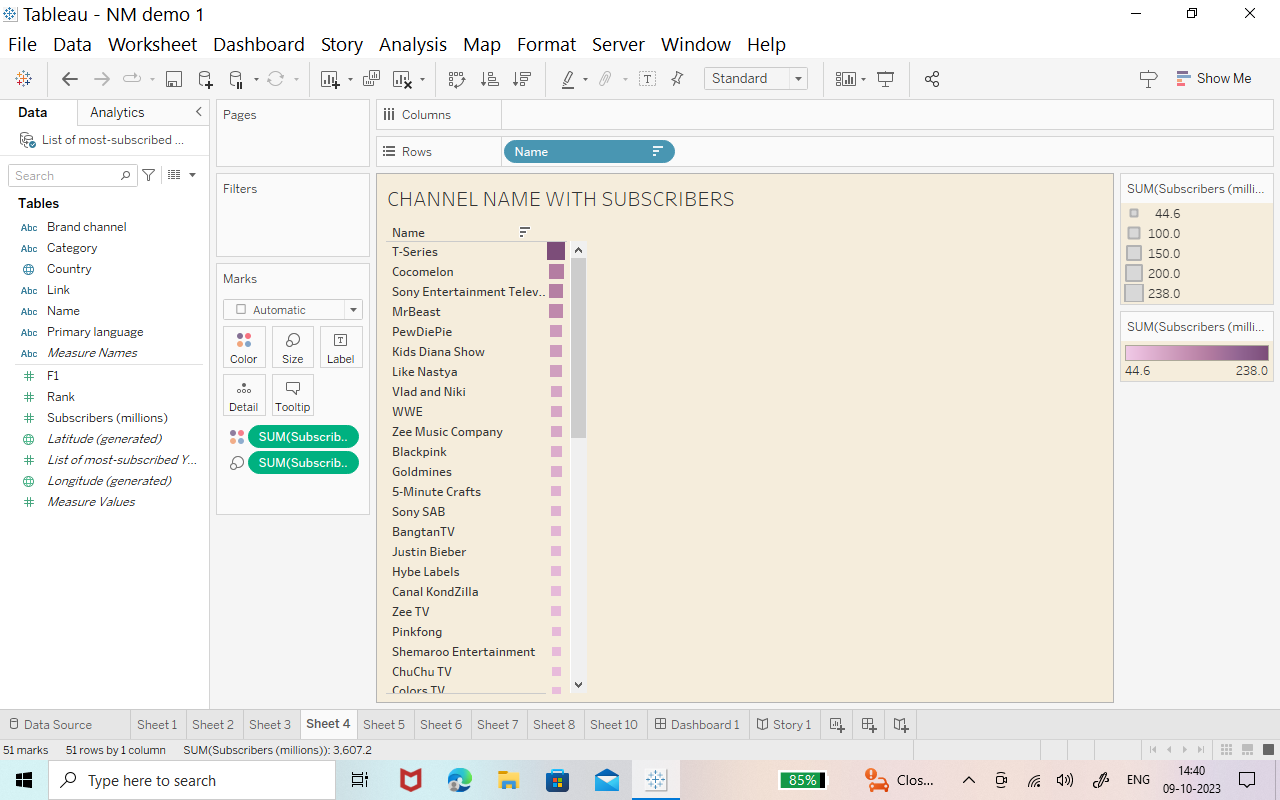 Tableau - NM demo 1
File Data Worksheet Dashboard Story Analysis Map Format Server Window Help
Standard
Show Me
Data Analytics
Pages
Columns
List of most-subscribed ...
Rows Name
Search
Filters
SUM(Subscribers (milli...
Tables
CHANNEL NAME WITH SUBSCRIBERS
44.6
Abc Brand channel
Name
100.0
Abc Category
T-Series
150.0
Country
Cocomelon
200.0
Marks
Abc Link
Sony Entertainment Telev..
238.0
Automatic
Abc Name
MrBeast
Abc Primary language
PewDiePie
SUM(Subscribers (milli...
Abc Measure Names
Kids Diana Show
Color Size Label
F1
Like Nastya
44.6 238.0
Rank
Vlad and Niki
Detail Tooltip
Subscribers (millions)
WWE
Latitude (generated)
SUM(Subscrib..
Zee Music Company
List of most-subscribed Y...
SUM(Subscrib..
Blackpink
Longitude (generated)
Goldmines
Measure Values
5-Minute Crafts
Sony SAB
BangtanTV
Justin Bieber
Hybe Labels
Canal KondZilla
Zee TV
Pinkfong
Shemaroo Entertainment
ChuChu TV
Colors TV
Data Source Sheet 1 Sheet 2 Sheet 3 Sheet 4 Sheet 5 Sheet 6 Sheet 7 Sheet 8 Sheet 10 Dashboard 1 Story 1
51 marks 51 rows by 1 column SUM(Subscribers (millions)): 3,607.2
Type here to search
85%
Clos...
ENG
14:40
09-10-2023